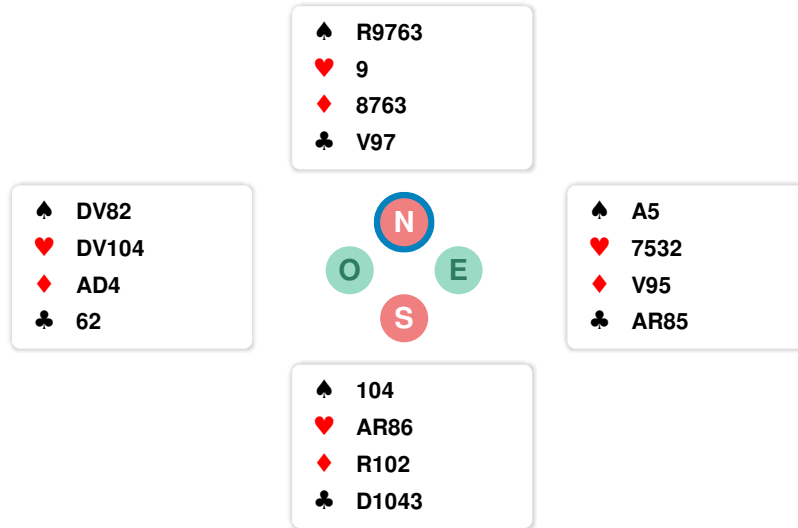 ♠ R9763
♥ 9
♦ 8763
♣ V97
♠ DV82
♥ DV104
♦ AD4
♣ 62
N
O E
S
♠ A5
♥ 7532
♦ V95
♣ AR85
♠ 104
♥ AR86
♦ R102
♣ D1043